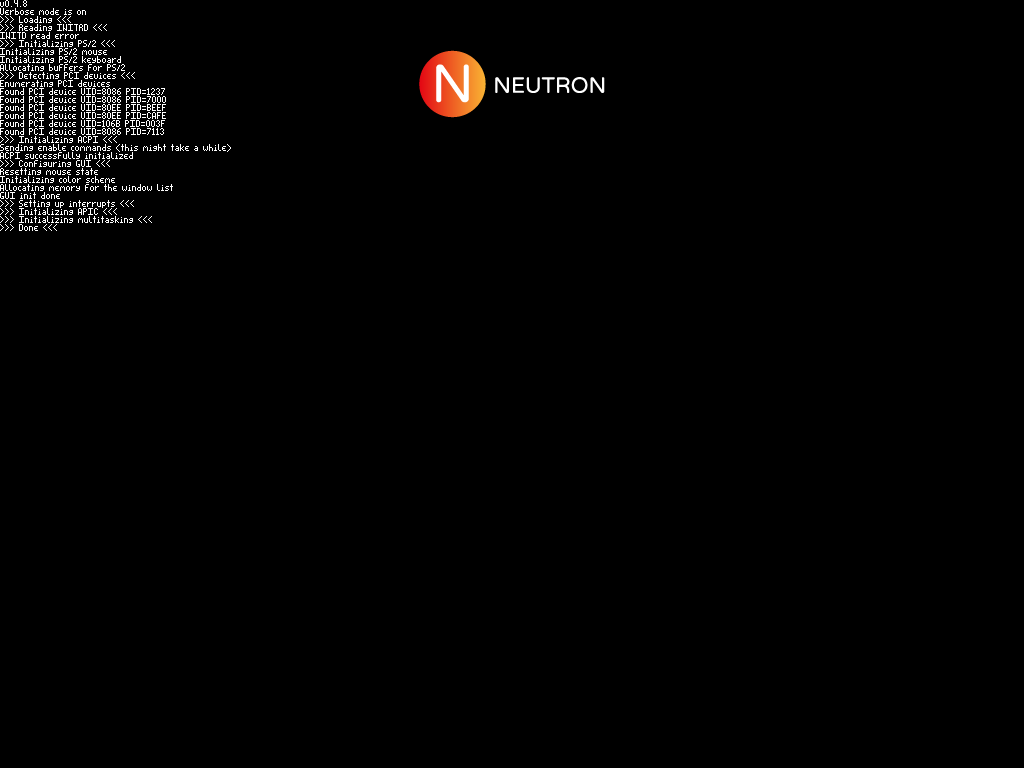 v0.4.8
Verbose mode is on
>>> Loading <<<
>>> Reading INITRD <<<
INITD read error
>>> Initializing PS/2 <<<
Initializing PS/2 mouse
Initializing PS/2 keyboard
Allocating buffers for PS/2
>>> Detecting PCI devices <<<
Enumerating PCI devices
Found PCI device VID=8086 PID=1237
Found PCI device VID=8086 PID=7000
Found PCI device VID=80EE PID=BEEF
Found PCI device VID=80EE PID=CAFE
Found PCI device VID=106B PID=003F
Found PCI device VID=8086 PID=7113
>>> Initializing ACPI <<<
Sending enable commands (this might take a while)
ACPI successfully initialized
>>> Configuring GUI <<<
Resetting mouse state
Initializing color scheme
Allocating memory for the window list
GUI init done
>>> Setting up interrupts <<<
>>> Initializing APIC <<<
>>> Initializing multitasking <<<
>>> Done <<<
N NEUTRON